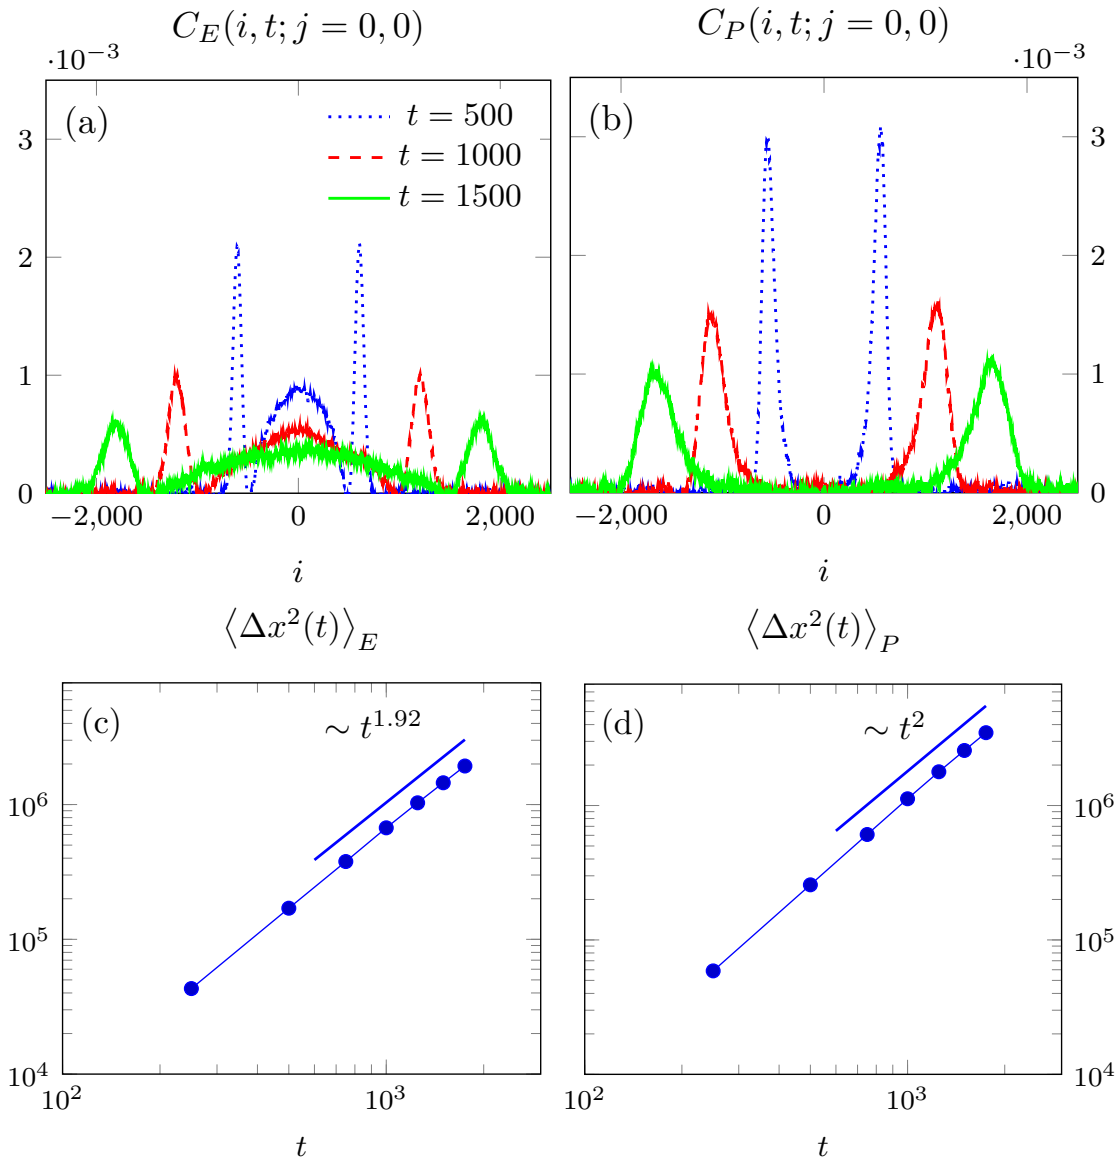 C_E(i, t; j = 0, 0)
C_P(i, t; j = 0, 0)
·10^−3
·10^−3
(a)
t = 500
t = 1000
t = 1500
(b)
3
2
1
0
3
2
1
0
−2,000
0
2,000
−2,000
0
2,000
i
i
⟨Δx^2(t)⟩_E
⟨Δx^2(t)⟩_P
(c)
∼ t^1.92
(d)
∼ t^2
10^6
10^5
10^4
10^6
10^5
10^4
10^2
10^3
10^2
10^3
t
t